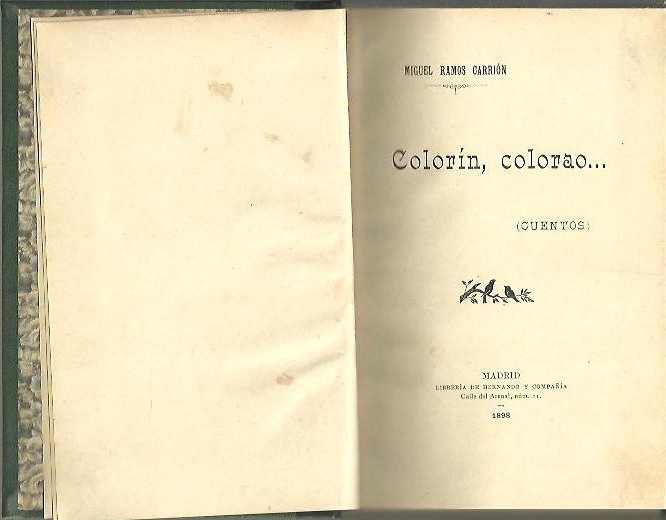 MIGUEL RAMOS CARRIÓN
Colorín, colorao...
(CUENTOS)
MADRID
LIBRERÍA DE HERNANDO Y COMPAÑÍA
Calle del Arenal, núm. 11.
1898